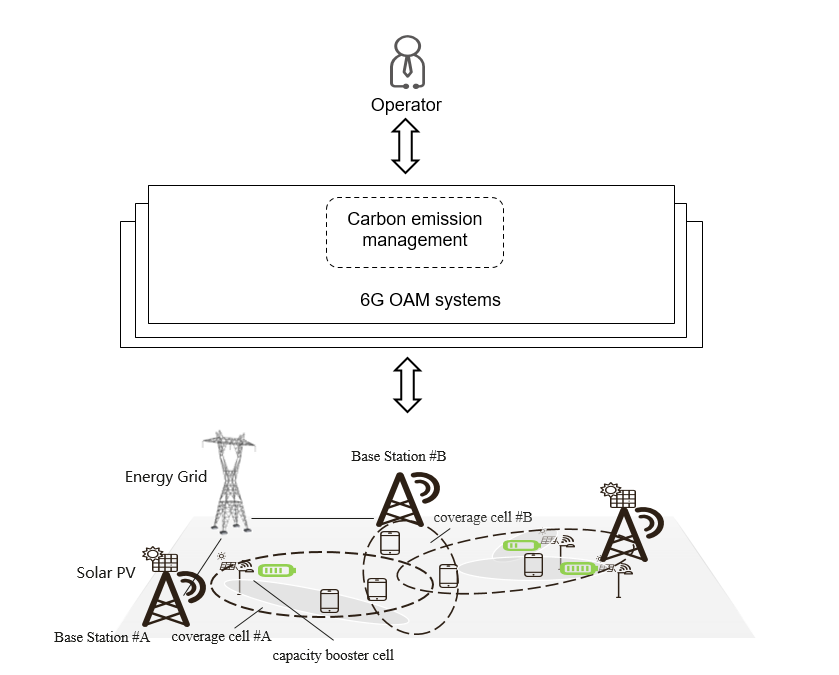 Operator
Carbon emission
management
6G OAM systems
Base Station #B
Energy Grid
coverage cell #B
Solar PV
Base Station #A
coverage cell #A
capacity booster cell